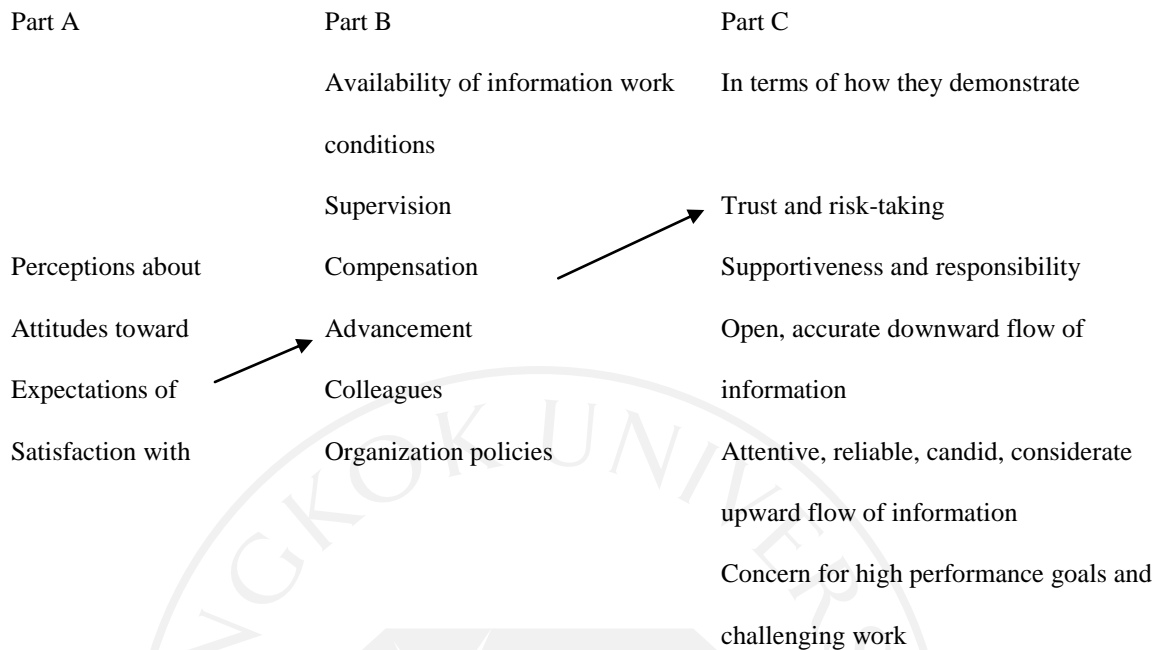 Part A Part B Part C
Availability of information work In terms of how they demonstrate
conditions
Supervision Trust and risk-taking
Perceptions about Compensation Supportiveness and responsibility
Attitudes toward Advancement Open, accurate downward flow of
Expectations of Colleagues information
Satisfaction with Organization policies Attentive, reliable, candid, considerate
upward flow of information
Concern for high performance goals and
challenging work
NGKOK UNIVERS